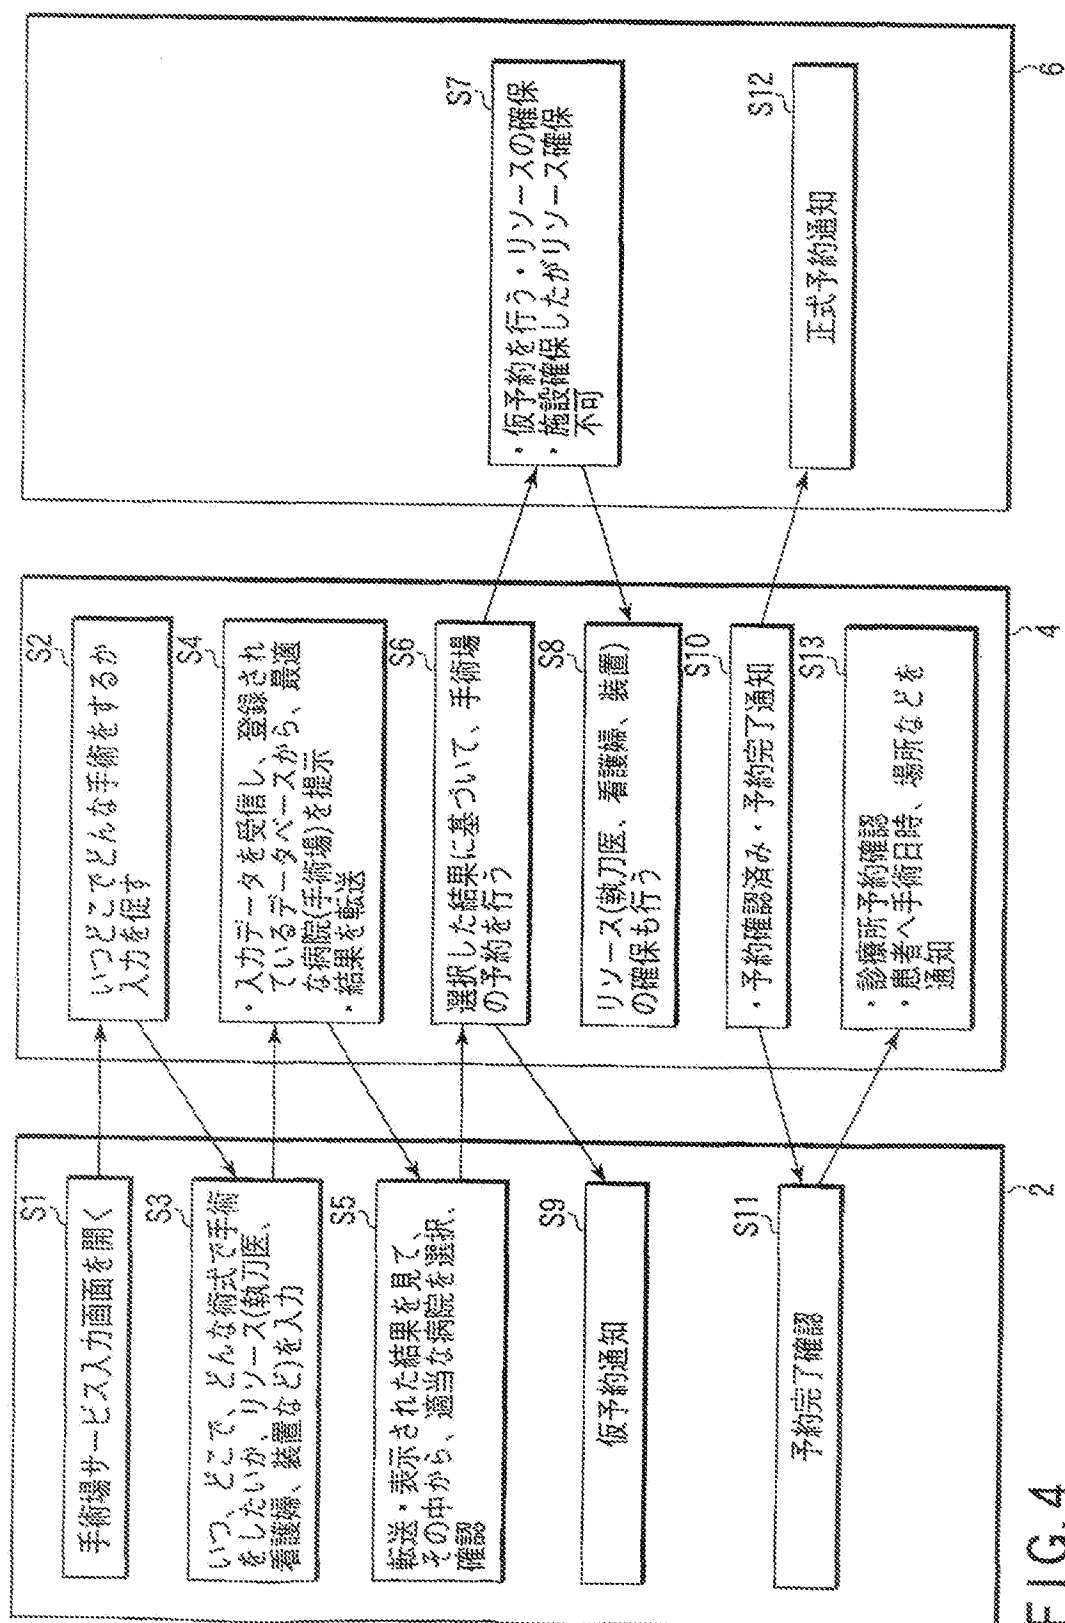 S1
手術場サービス入力画面を開く
S3
いつ、どこで、どんな術式で手術
をしたいか、リソース(執刀医、
看護婦、装置など)を入力
S5
転送・表示された結果を見て、
その中から、適当な病院を選択、
確認
S9
仮予約通知
S11
予約完了確認
2
S2
いつどこでどんな手術をするか
入力を促す
S4
・入力データを受信し、登録され
ているデータベースから、最適
な病院(手術場)を提示
・結果を転送
S6
選択した結果に基づいて、手術場
の予約を行う
S8
リソース(執刀医、看護婦、装置)
の確保も行う
S10
・予約確認済み・予約完了通知
S13
・診療所予約確認
・患者へ手術日時、場所などを
通知
4
S7
・仮予約を行う・リソースの確保
・施設確保したがリソース確保
不可
S12
正式予約通知
6
FIG.4